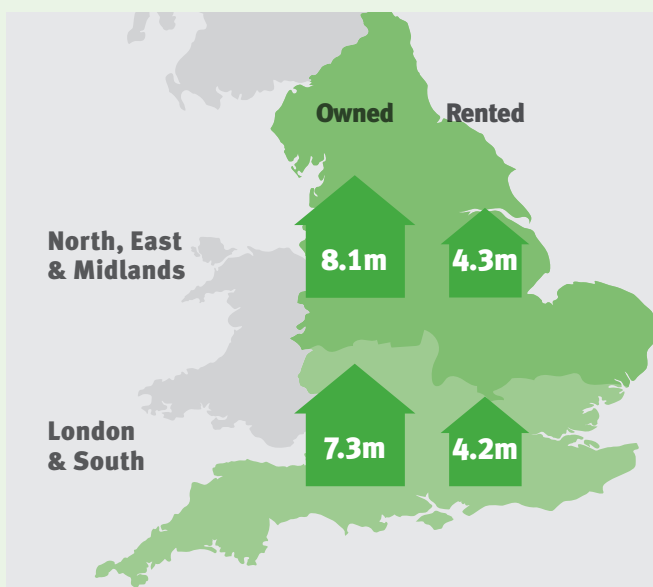 Owned Rented
North, East
& Midlands
8.1m 4.3m
London
& South
7.3m 4.2m